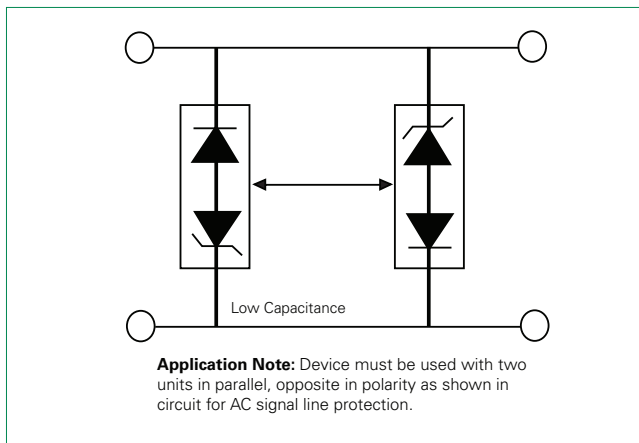 Low Capacitance
Application Note: Device must be used with two
units in parallel, opposite in polarity as shown in
circuit for AC signal line protection.